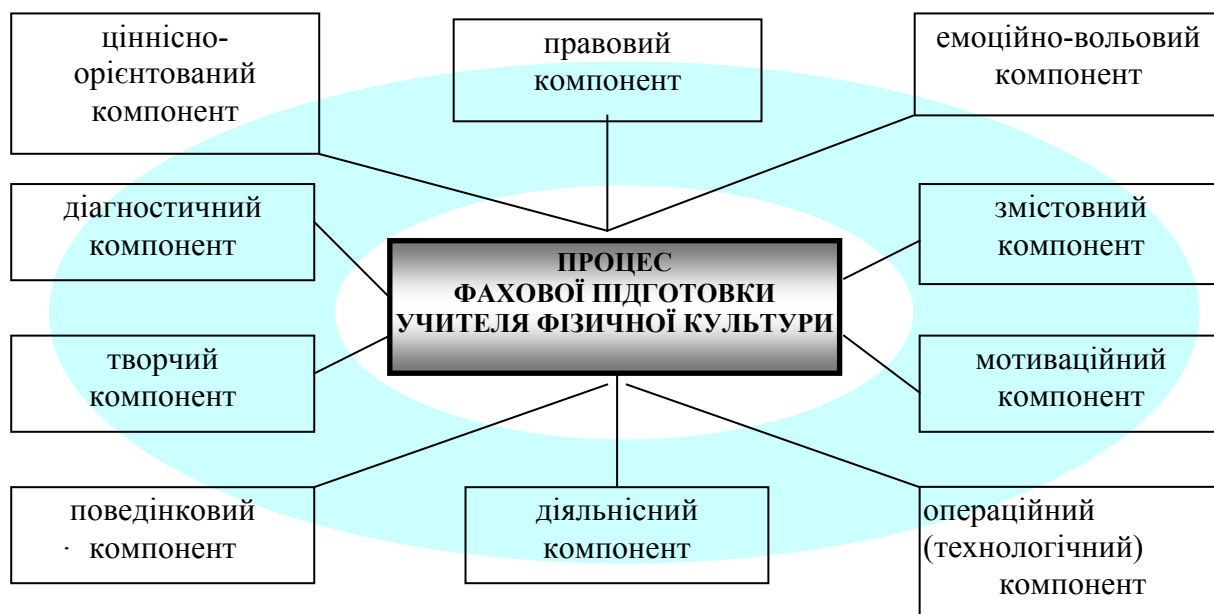 ціннісно-
орієнтований
компонент
правовий
компонент
емоційно-вольовий
компонент
діагностичний
компонент
ПРОЦЕС
ФАХОВОЇ ПІДГОТОВКИ
УЧИТЕЛЯ ФІЗИЧНОЇ КУЛЬТУРИ
змістовний
компонент
творчий
компонент
мотиваційний
компонент
поведінковий
компонент
діяльнісний
компонент
операційний
(технологічний)
компонент